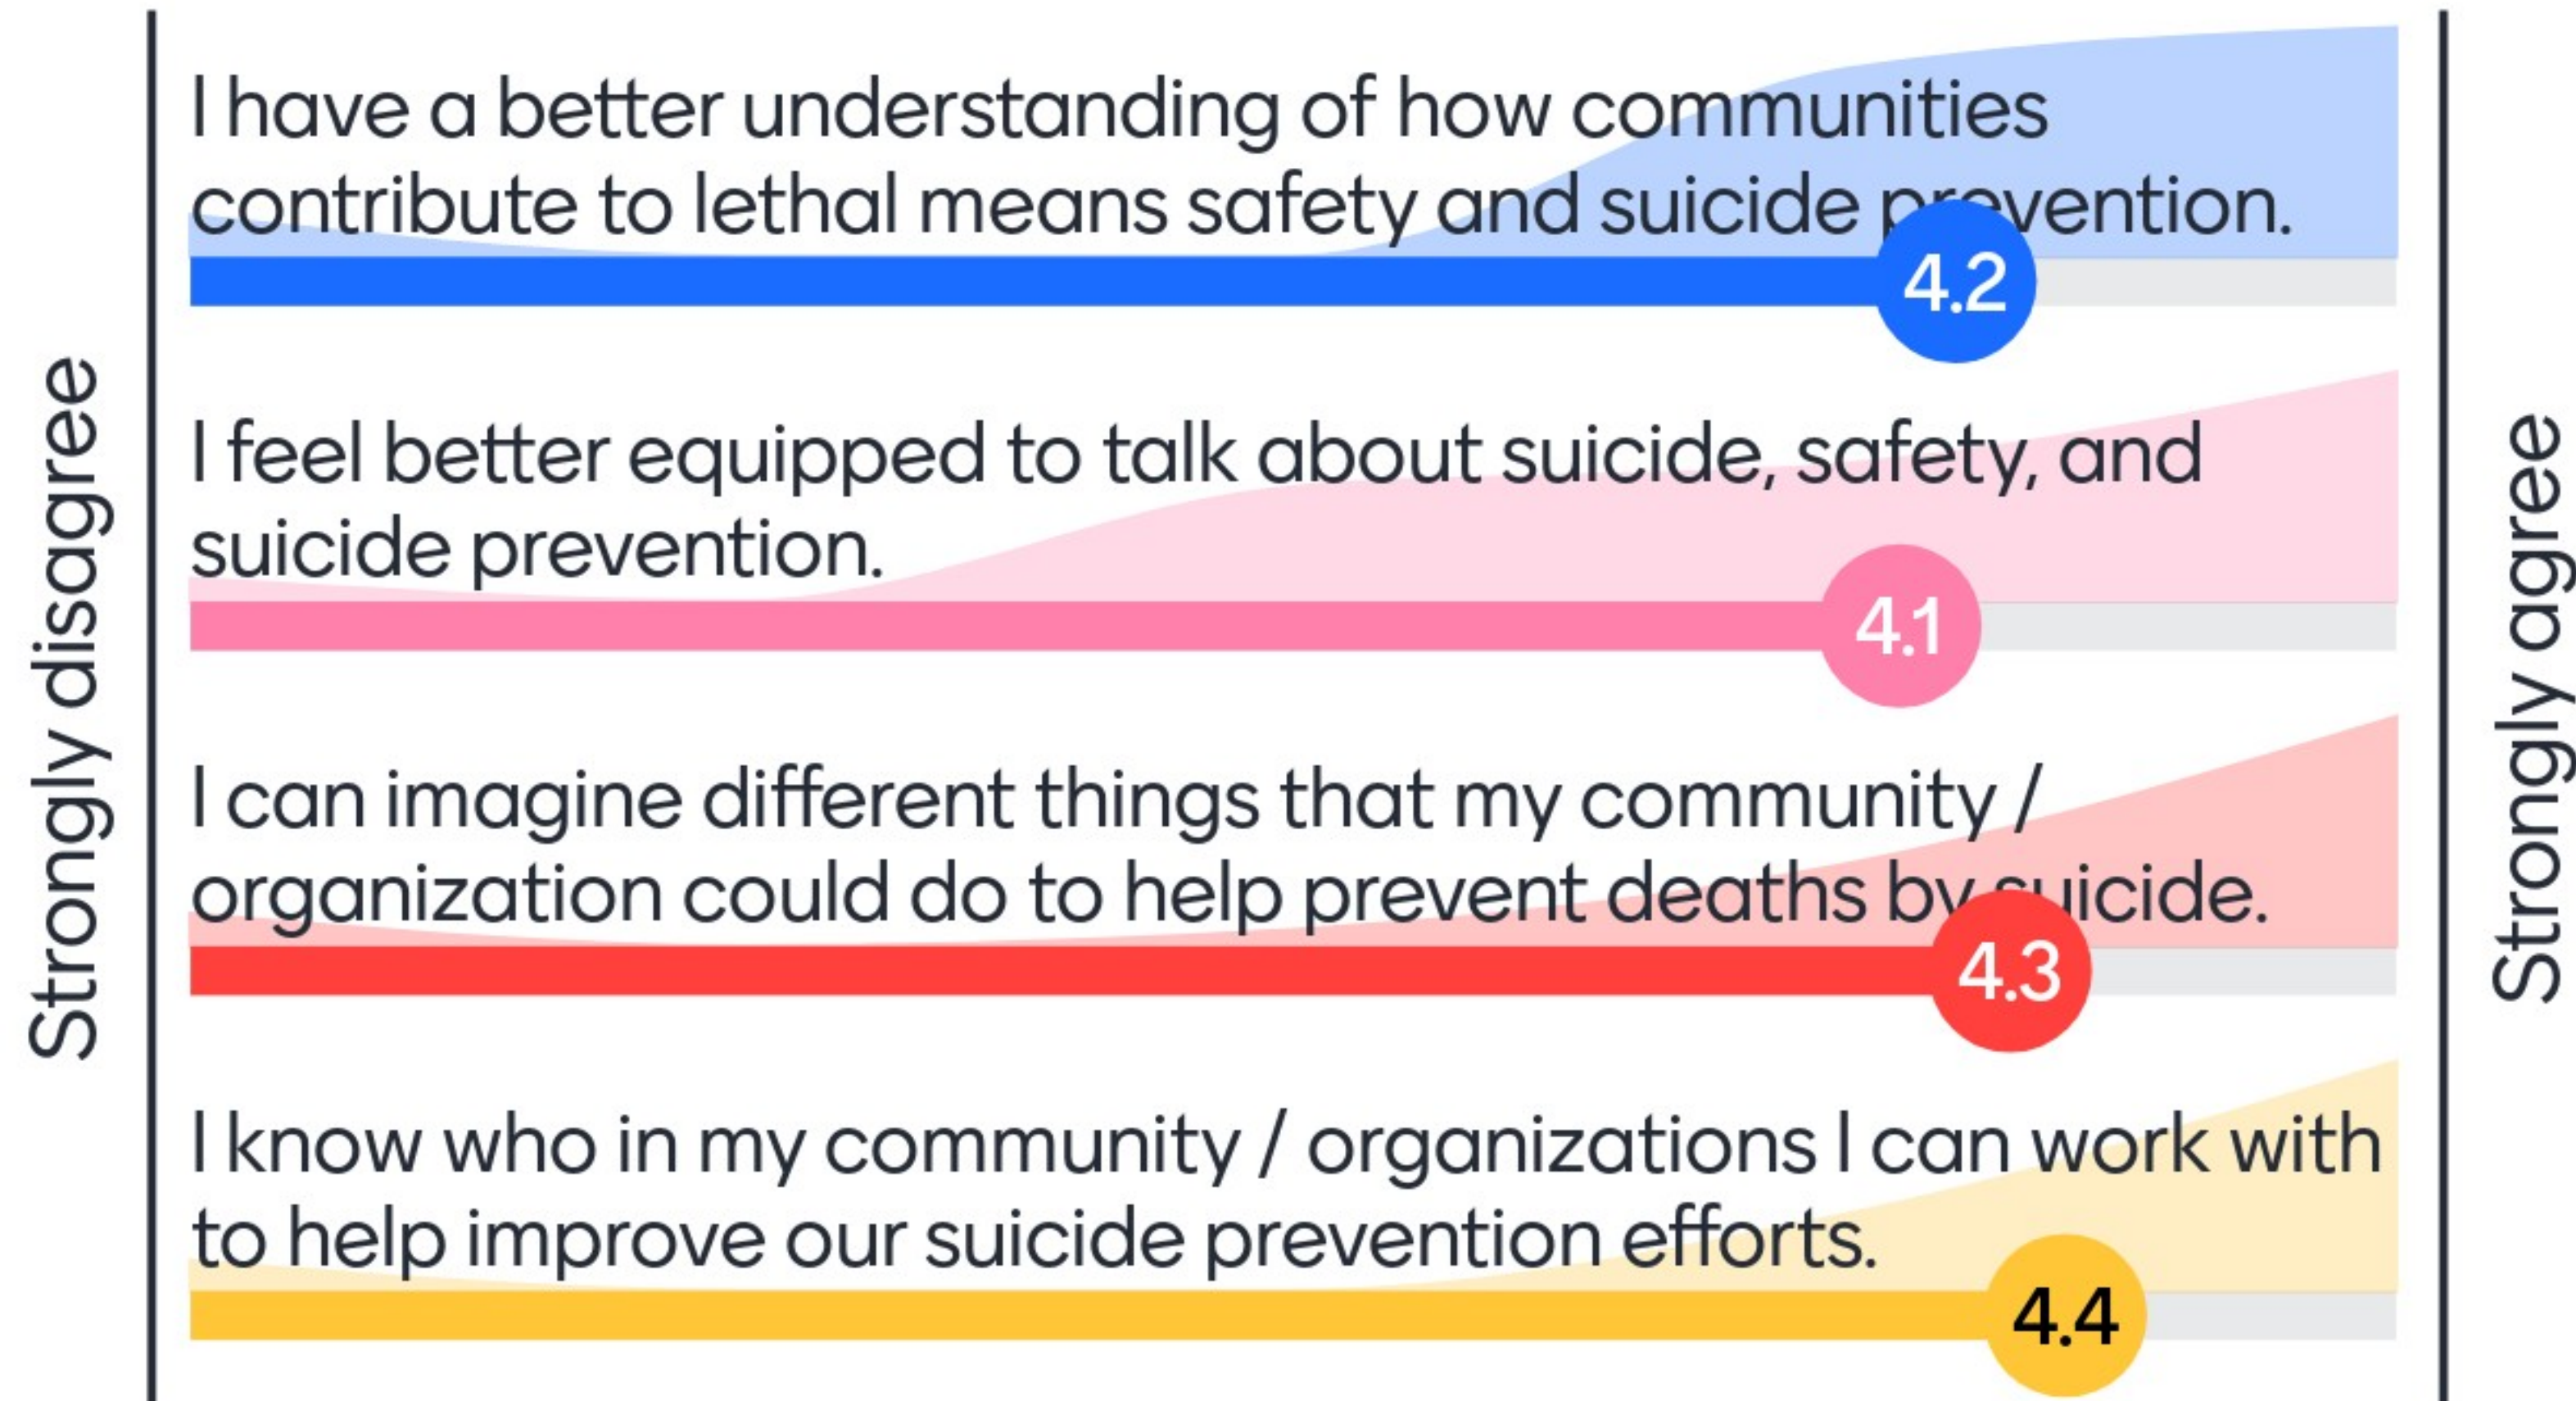 Strongly disagree
I have a better understanding of how communities
contribute to lethal means safety and suicide prevention.
4.2
I feel better equipped to talk about suicide, safety, and
suicide prevention.
4.1
I can imagine different things that my community /
organization could do to help prevent deaths by suicide.
4.3
I know who in my community / organizations I can work with
to help improve our suicide prevention efforts.
4.4
Strongly agree